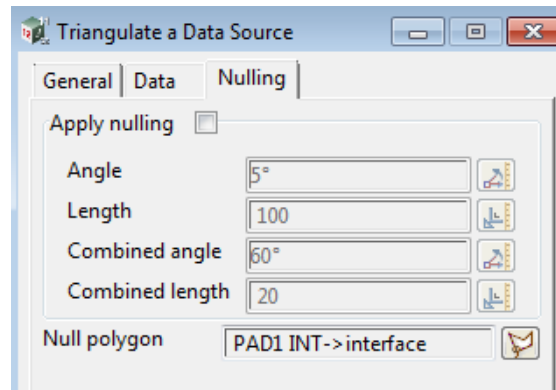 Triangulate a Data Source
General Data Nulling
Apply nulling
Angle 5°
Length 100
Combined angle 60°
Combined length 20
Null polygon PAD1 INT->interface